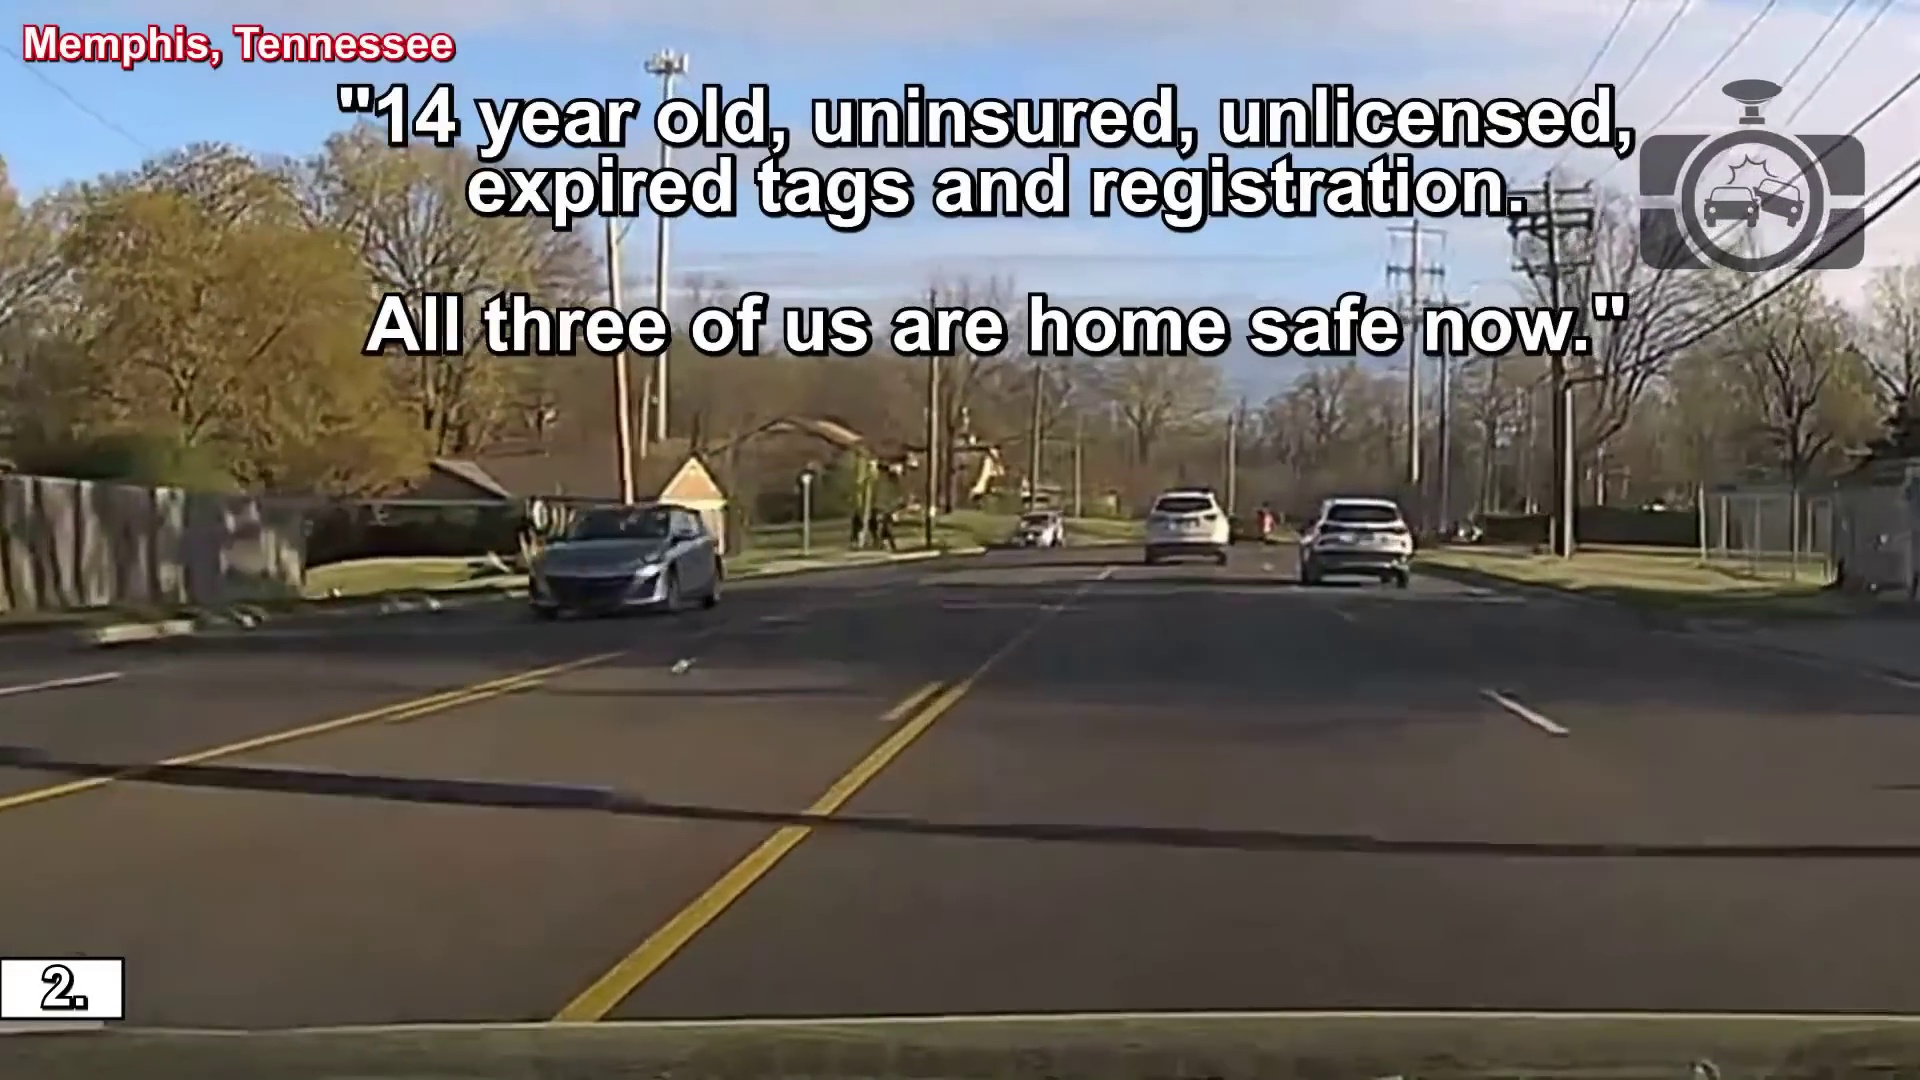 Memphis, Tennessee
"14 year old, uninsured, unlicensed,
expired tags and registration.
All three of us are home safe now."
2.